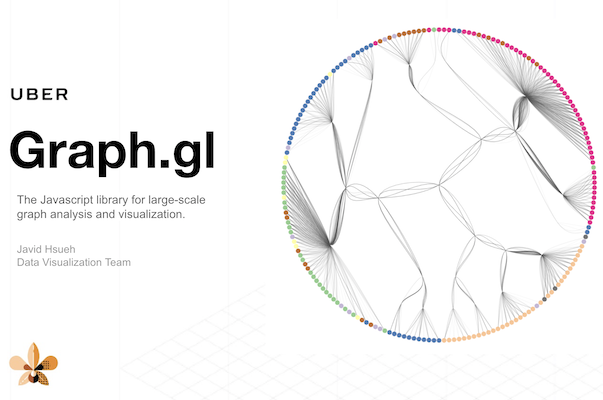 UBER
Graph.gl
The Javascript library for large-scale
graph analysis and visualization.
Javid Hsueh
Data Visualization Team